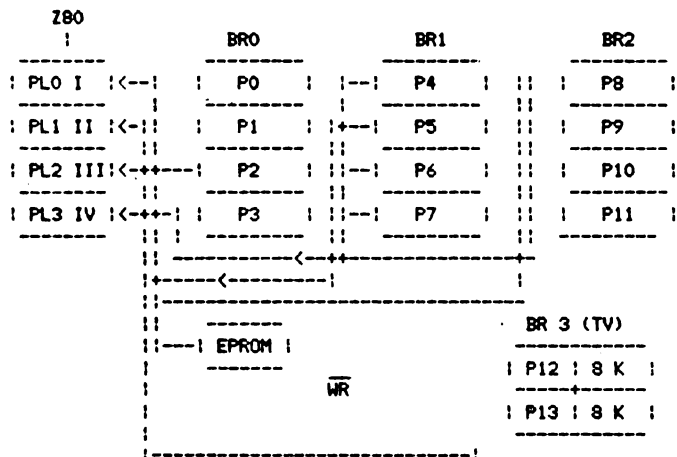 Z80
BR0 BR1 BR2
PL0 I P0 P4 P8
PL1 II P1 P5 P9
PL2 III P2 P6 P10
PL3 IV P3 P7 P11
BR 3 (TV)
EPROM P12 8 K
WR
P13 8 K